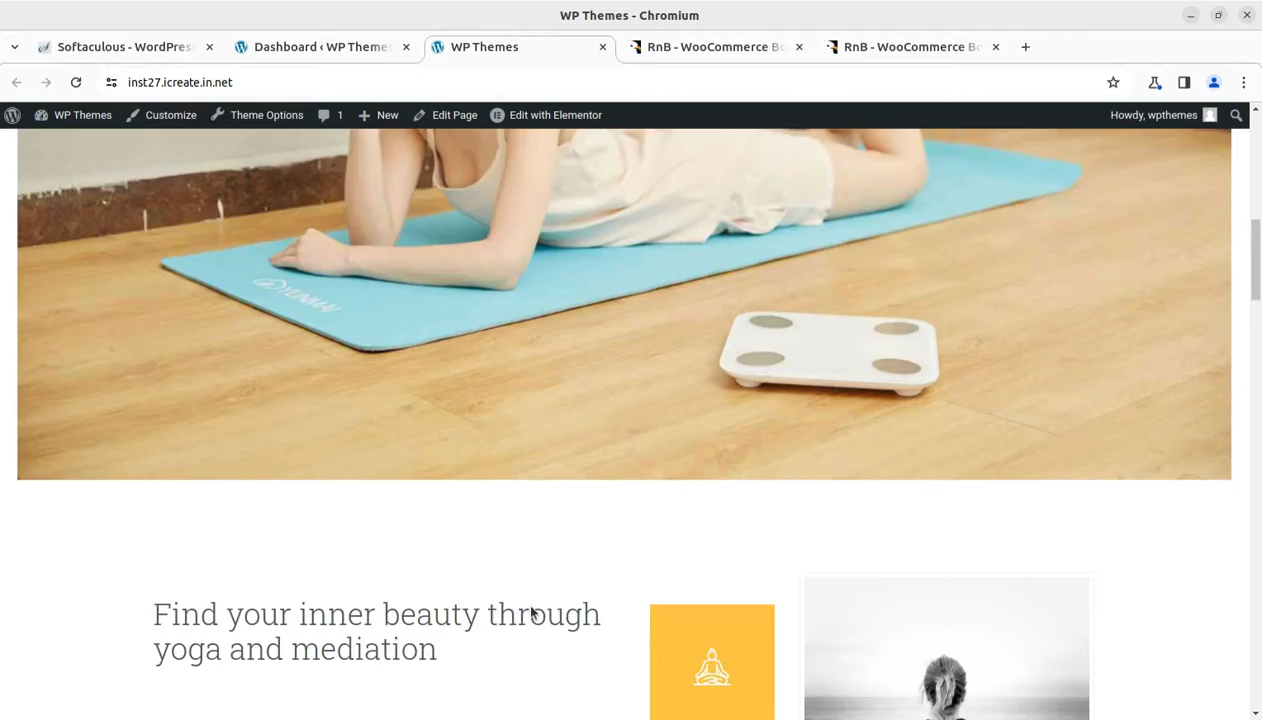 WP Themes - Chromium
Softaculous - WordPres
Dashboard ‹ WP Theme
WP Themes
RnB - WooCommerce Bo
RnB - WooCommerce Bo
inst27.icreate.in.net
WP Themes
Customize
Theme Options
1
New
Edit Page
Edit with Elementor
Howdy, wpthemes
YUNMAI
Find your inner beauty through
yoga and mediation